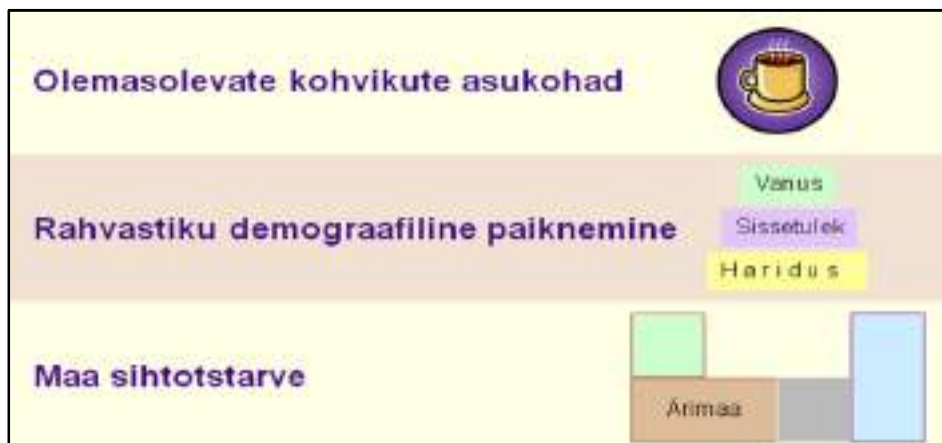 Olemasolevate kohvikute asukohad
Vanus
Rahvastiku demograafiline paiknemine
Sissetulek
Haridus
Maa sihtotstarve
Ärimaa